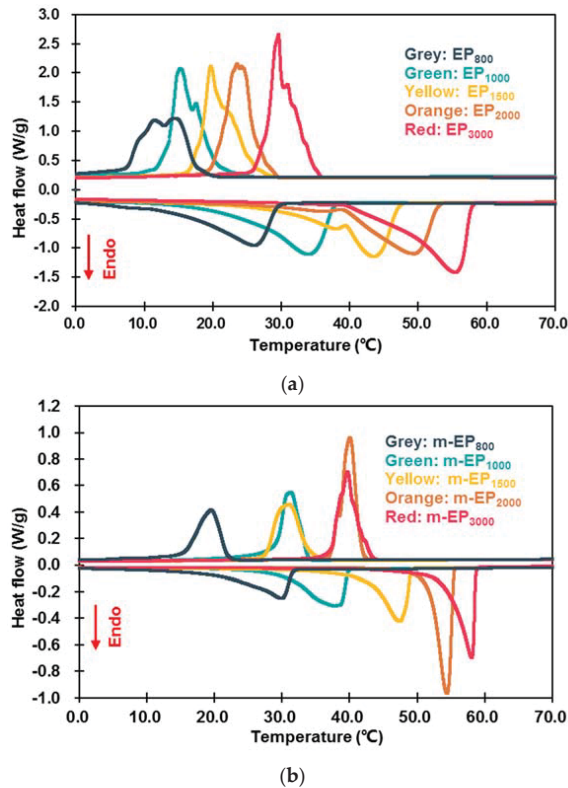 3.0
2.5
2.0
1.5
1.0
0.5
0.0
-0.5
-1.0
-1.5
-2.0
Heat flow (W/g)
Endo
Grey: EP800
Green: EP1000
Yellow: EP1500
Orange: EP2000
Red: EP3000
0.0 10.0 20.0 30.0 40.0 50.0 60.0 70.0
Temperature (℃)
(a)
1.2
1.0
0.8
0.6
0.4
0.2
0.0
-0.2
-0.4
-0.6
-0.8
-1.0
Heat flow (W/g)
Endo
Grey: m-EP800
Green: m-EP1000
Yellow: m-EP1500
Orange: m-EP2000
Red: m-EP3000
0.0 10.0 20.0 30.0 40.0 50.0 60.0 70.0
Temperature (℃)
(b)